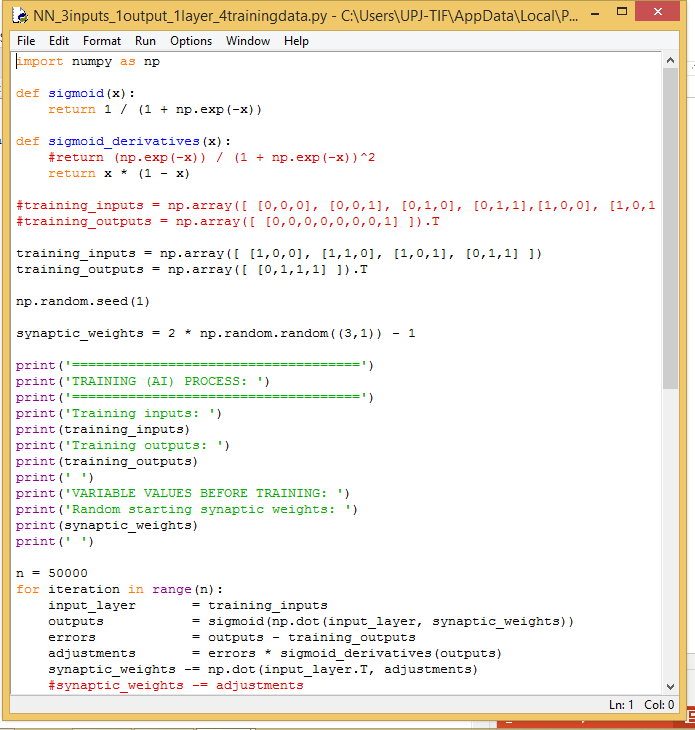 NN_3inputs_1output_1layer_4trainingdata.py - C:\Users\UPJ-TIF\AppData\Local\P...
File Edit Format Run Options Window Help
import numpy as np
def sigmoid(x):
    return 1 / (1 + np.exp(-x))
def sigmoid_derivatives(x):
    #return (np.exp(-x)) / (1 + np.exp(-x))^2
    return x * (1 - x)
#training_inputs = np.array([ [0,0,0], [0,0,1], [0,1,0], [0,1,1],[1,0,0], [1,0,1
#training_outputs = np.array([ [0,0,0,0,0,0,0,1] ]).T
training_inputs = np.array([ [1,0,0], [1,1,0], [1,0,1], [0,1,1] ])
training_outputs = np.array([ [0,1,1,1] ]).T
np.random.seed(1)
synaptic_weights = 2 * np.random.random((3,1)) - 1
print('====================================')
print('TRAINING (AI) PROCESS: ')
print('====================================')
print('Training inputs: ')
print(training_inputs)
print('Training outputs: ')
print(training_outputs)
print(' ')
print('VARIABLE VALUES BEFORE TRAINING: ')
print('Random starting synaptic weights: ')
print(synaptic_weights)
print(' ')
n = 50000
for iteration in range(n):
    input_layer       = training_inputs
    outputs           = sigmoid(np.dot(input_layer, synaptic_weights))
    errors            = outputs - training_outputs
    adjustments       = errors * sigmoid_derivatives(outputs)
    synaptic_weights -= np.dot(input_layer.T, adjustments)
    #synaptic_weights -= adjustments
Ln: 1 Col: 0